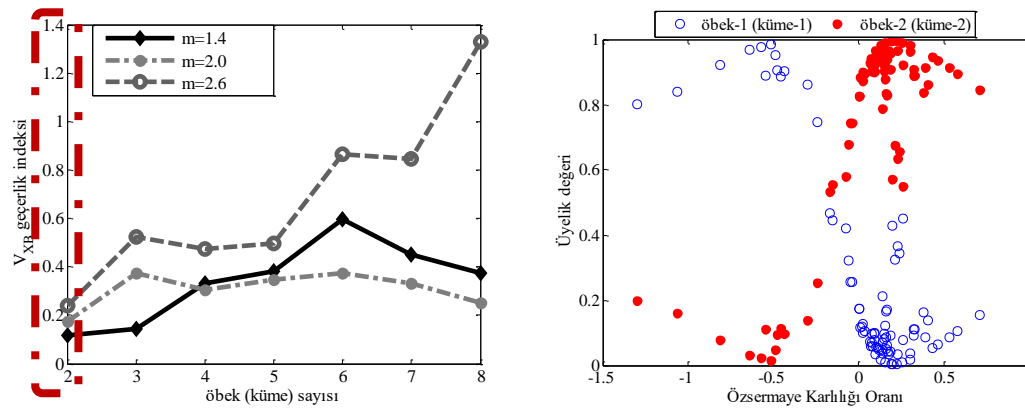 1.4
1.2
1
0.8
0.6
0.4
0.2
0
V_XB geçerlik indeksi
m=1.4
m=2.0
m=2.6
2 3 4 5 6 7 8
öbek (küme) sayısı
öbek-1 (küme-1) öbek-2 (küme-2)
1
0.8
0.6
0.4
0.2
0
Üyelik değeri
-1.5 -1 -0.5 0 0.5 1
Özsermaye Karlılığı Oranı